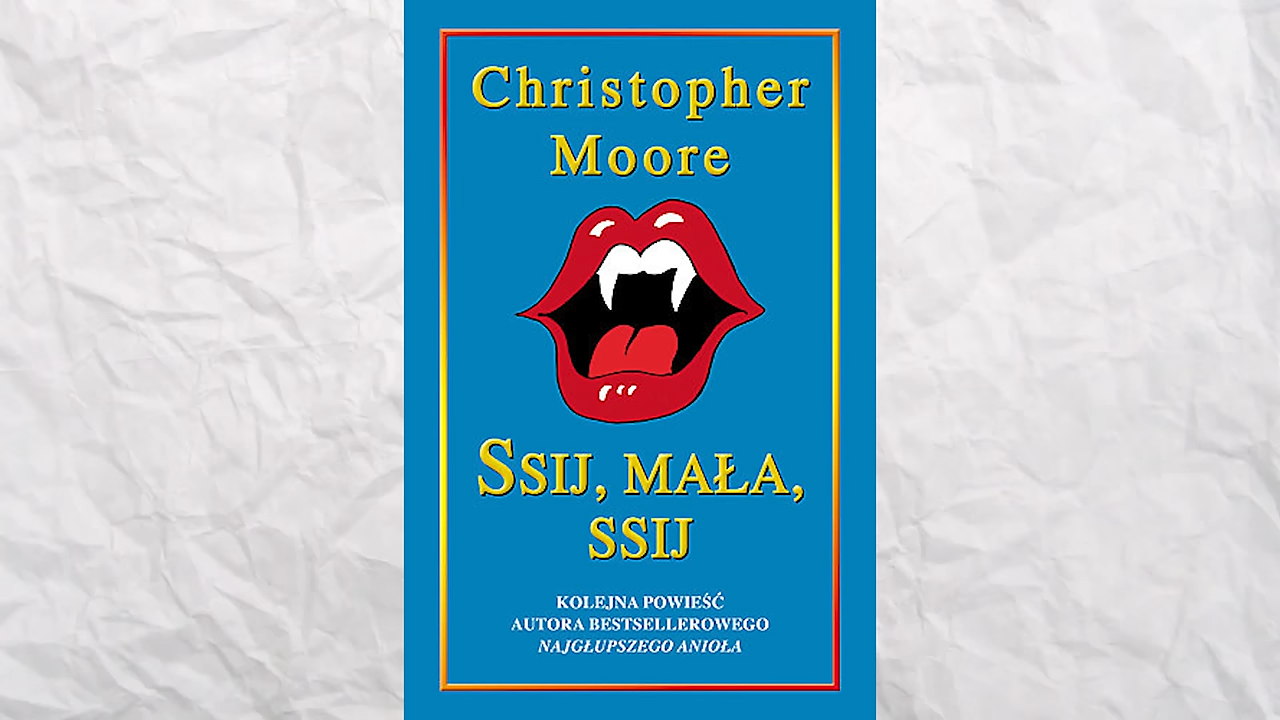 Christopher
Moore
Ssij, mała,
ssij
KOLEJNA POWIEŚĆ
AUTORA BESTSELLEROWEGO
NAJGŁUPSZEGO ANIOŁA